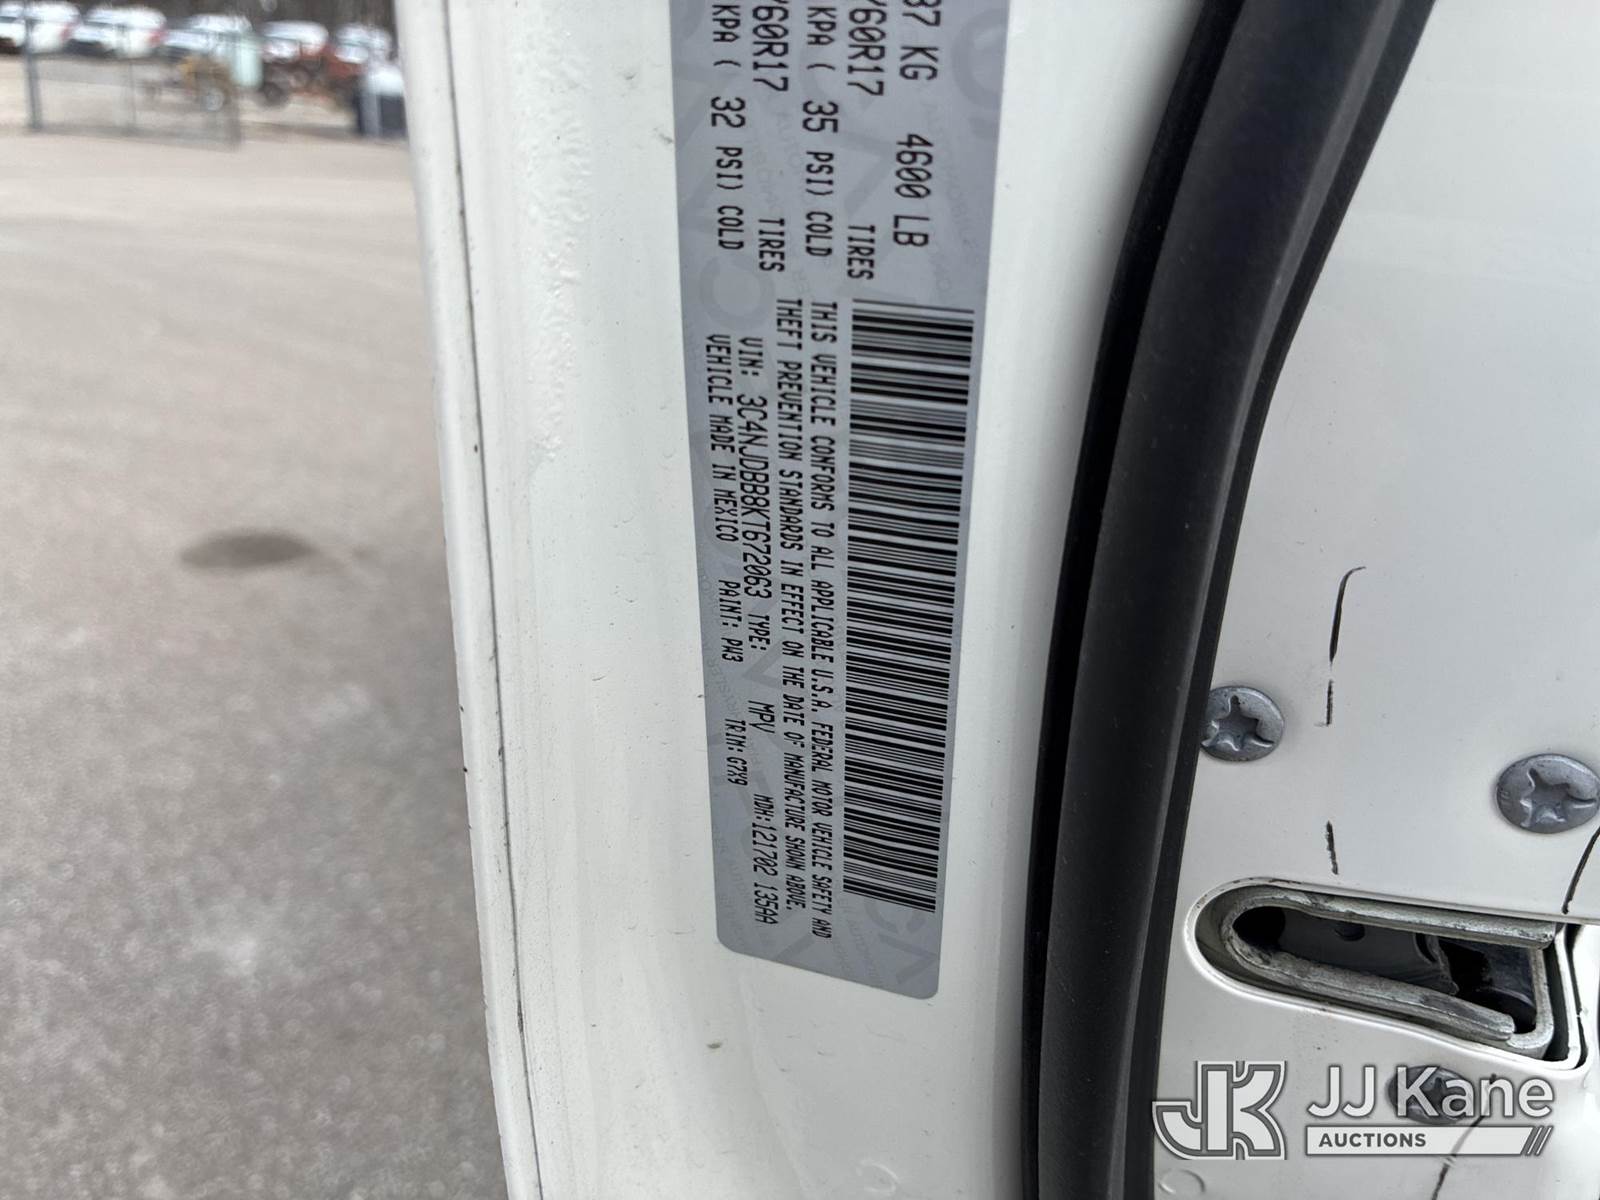 87 KG 4600 LB
/60R17 TIRES
KPA ( 35 PSI) COLD
/60R17 TIRES
KPA ( 32 PSI) COLD
THIS VEHICLE CONFORMS TO ALL APPLICABLE U.S.A. FEDERAL MOTOR VEHICLE SAFETY AND
THEFT PREVENTION STANDARDS IN EFFECT ON THE DATE OF MANUFACTURE SHOWN ABOVE.
VIN: 3C4NJDBB8KT672063 TYPE: MPV MDH:121702 135AA
VEHICLE MADE IN MEXICO PAINT: PW3 TRIM: G7X9
JK JJ Kane
AUCTIONS